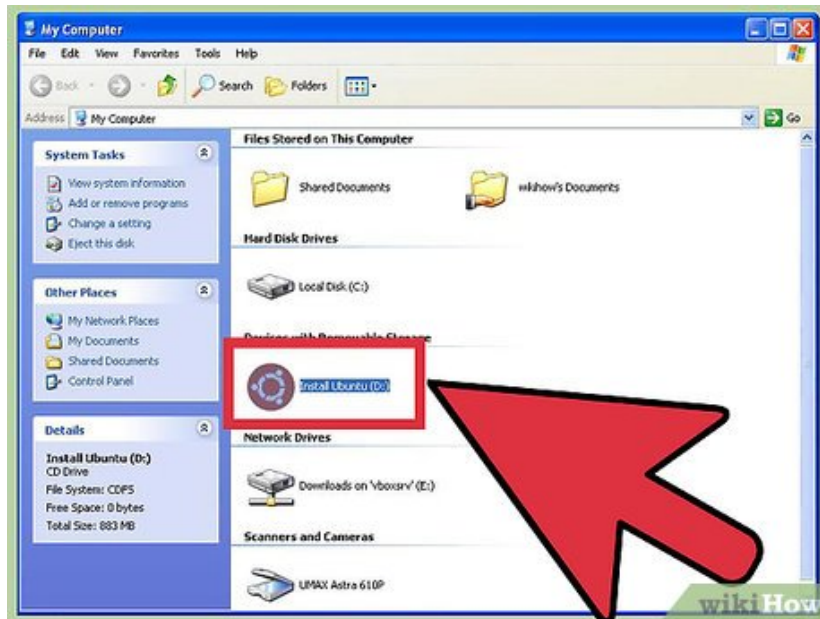 My Computer
File Edit View Favorites Tools Help
Back Search Folders
Address My Computer Go
System Tasks
View system information
Add or remove programs
Change a setting
Eject this disk
Other Places
My Network Places
My Documents
Shared Documents
Control Panel
Details
Install Ubuntu (D:)
CD Drive
File System: CDFS
Free Space: 0 bytes
Total Size: 883 MB
Files Stored on This Computer
Shared Documents
wikihow's Documents
Hard Disk Drives
Local Disk (C:)
Devices with Removable Storage
Install Ubuntu (D:)
Network Drives
Downloads on 'vboxsrv' (E:)
Scanners and Cameras
UMAX Astra 610P
wikiHow